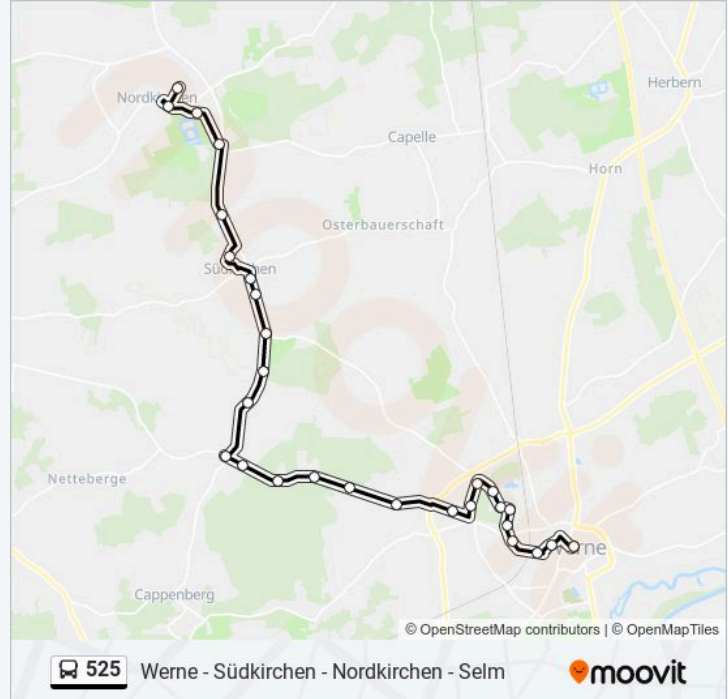 Nordkirchen
Herbern
Capelle
Horn
Osterbauerschaft
Südkirchen
Netteberge
Werne
Cappenberg
© OpenStreetMap contributors | © OpenMapTiles
525 Werne - Südkirchen - Nordkirchen - Selm moovit